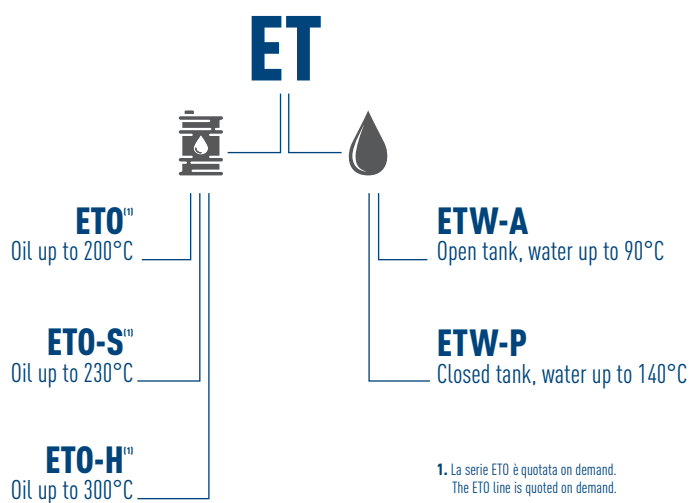 ET
ETO⁽¹⁾
Oil up to 200°C
ETO-S⁽¹⁾
Oil up to 230°C
ETO-H⁽¹⁾
Oil up to 300°C
ETW-A
Open tank, water up to 90°C
ETW-P
Closed tank, water up to 140°C
1. La serie ETO è quotata on demand.
The ETO line is quoted on demand.